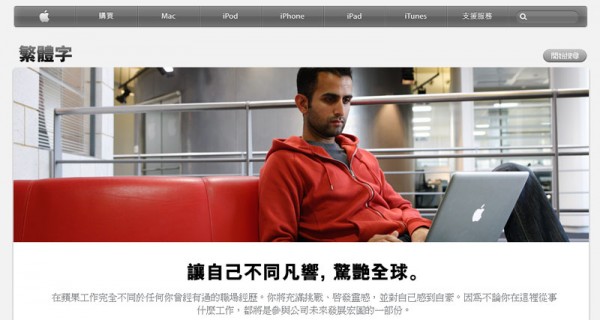 購買 Mac iPod iPhone iPad iTunes 支援服務
繁體字
開始搜尋
讓自己不同凡響, 驚艷全球。
在蘋果工作完全不同於任何你曾經有過的職場經歷。你將充滿挑戰、啓發靈感，並對自己感到自豪。因為不論你在這裡從事
什麼工作，都將是參與公司未來發展宏圖的一部份。